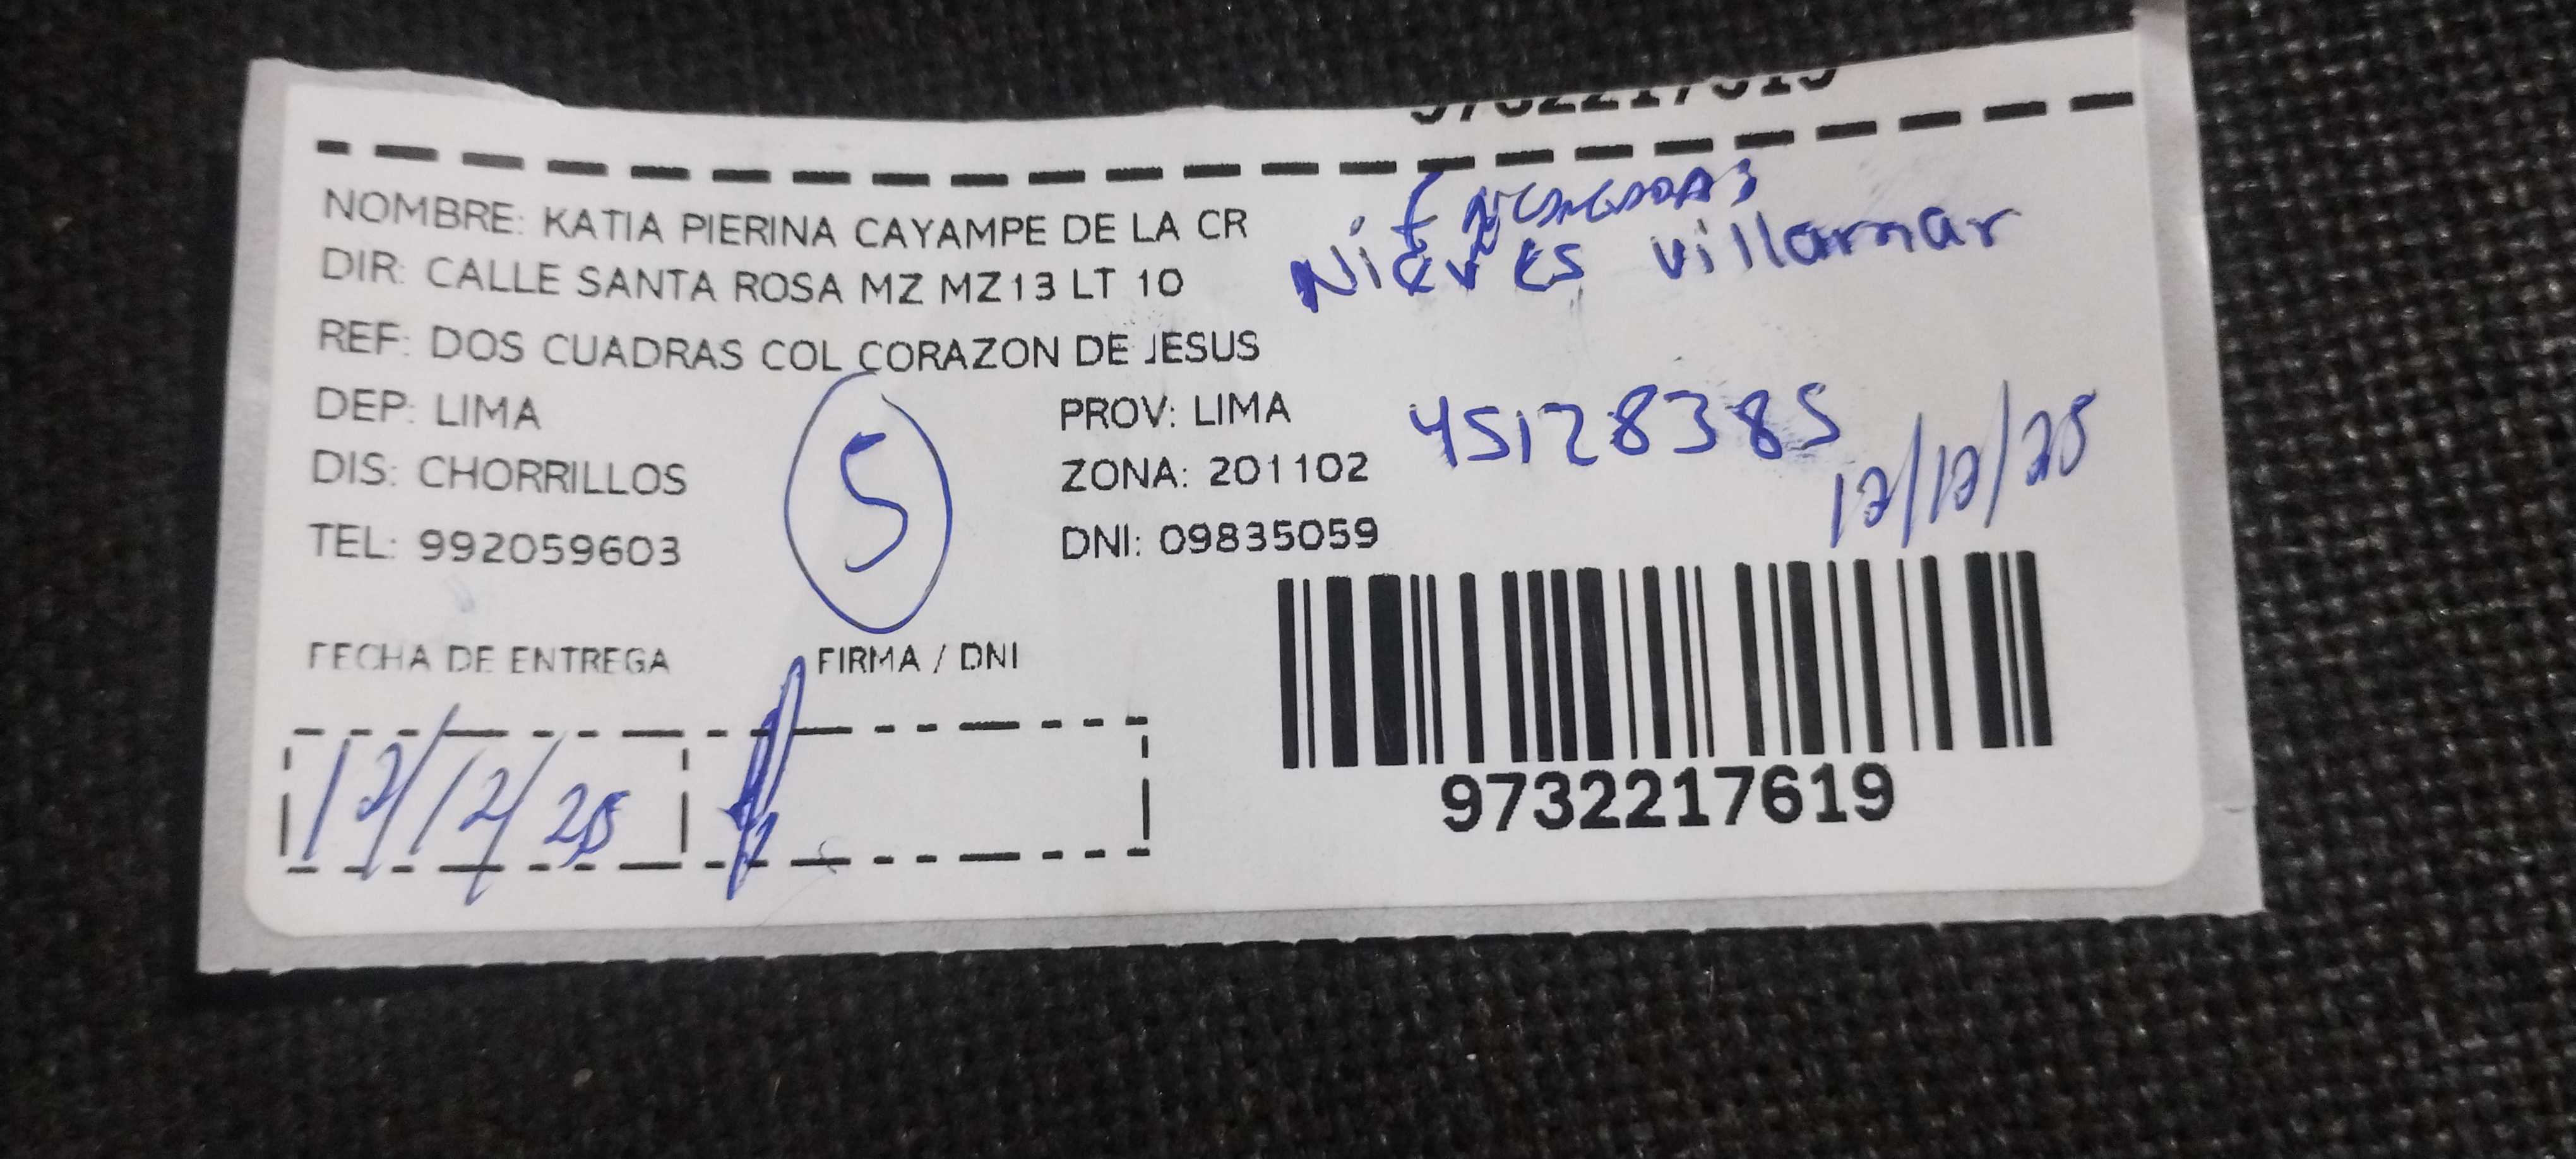 9732217619
NOMBRE: KATIA PIERINA CAYAMPE DE LA CR
DIR: CALLE SANTA ROSA MZ MZ13 LT 10
REF: DOS CUADRAS COL CORAZON DE JESUS
DEP: LIMA
PROV: LIMA
DIS: CHORRILLOS
ZONA: 201102
TEL: 992059603
DNI: 09835059
5
Nieves Villamar
45128385
12/12/25
FECHA DE ENTREGA
FIRMA / DNI
12/12/25
9732217619